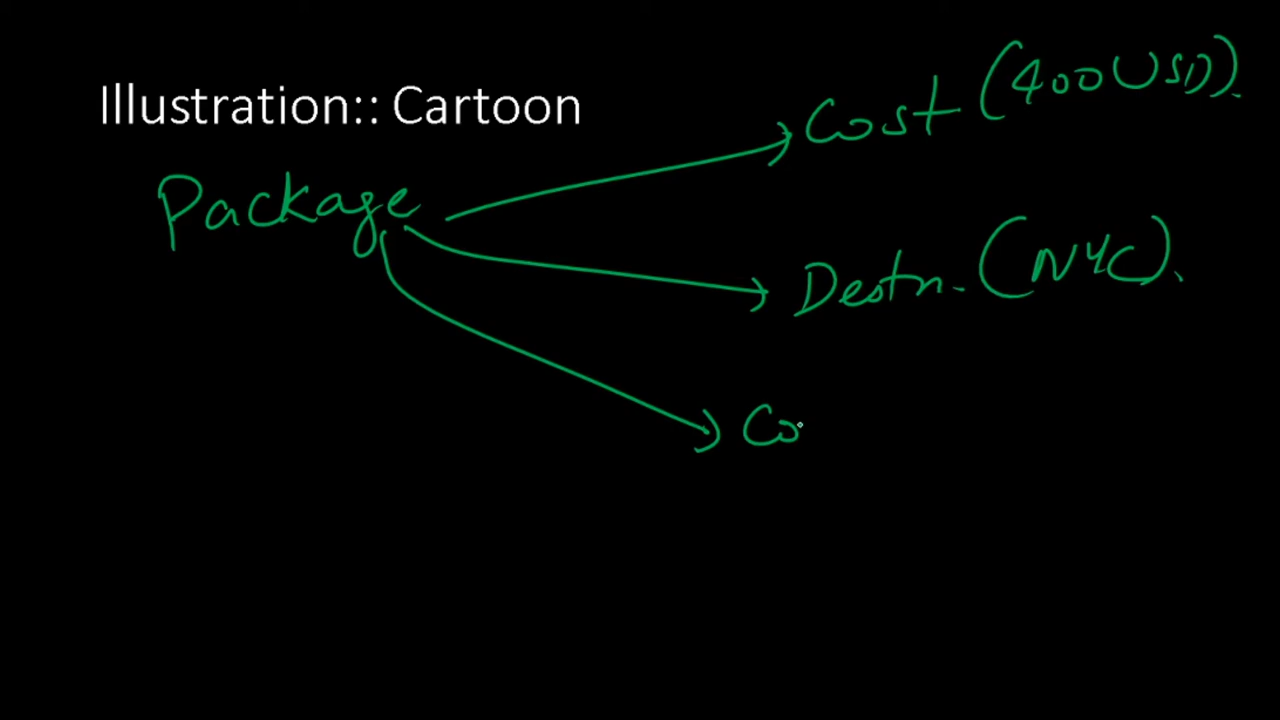 Illustration:: Cartoon
Cost (400 USD).
Package
Destn. (NYC).
Co